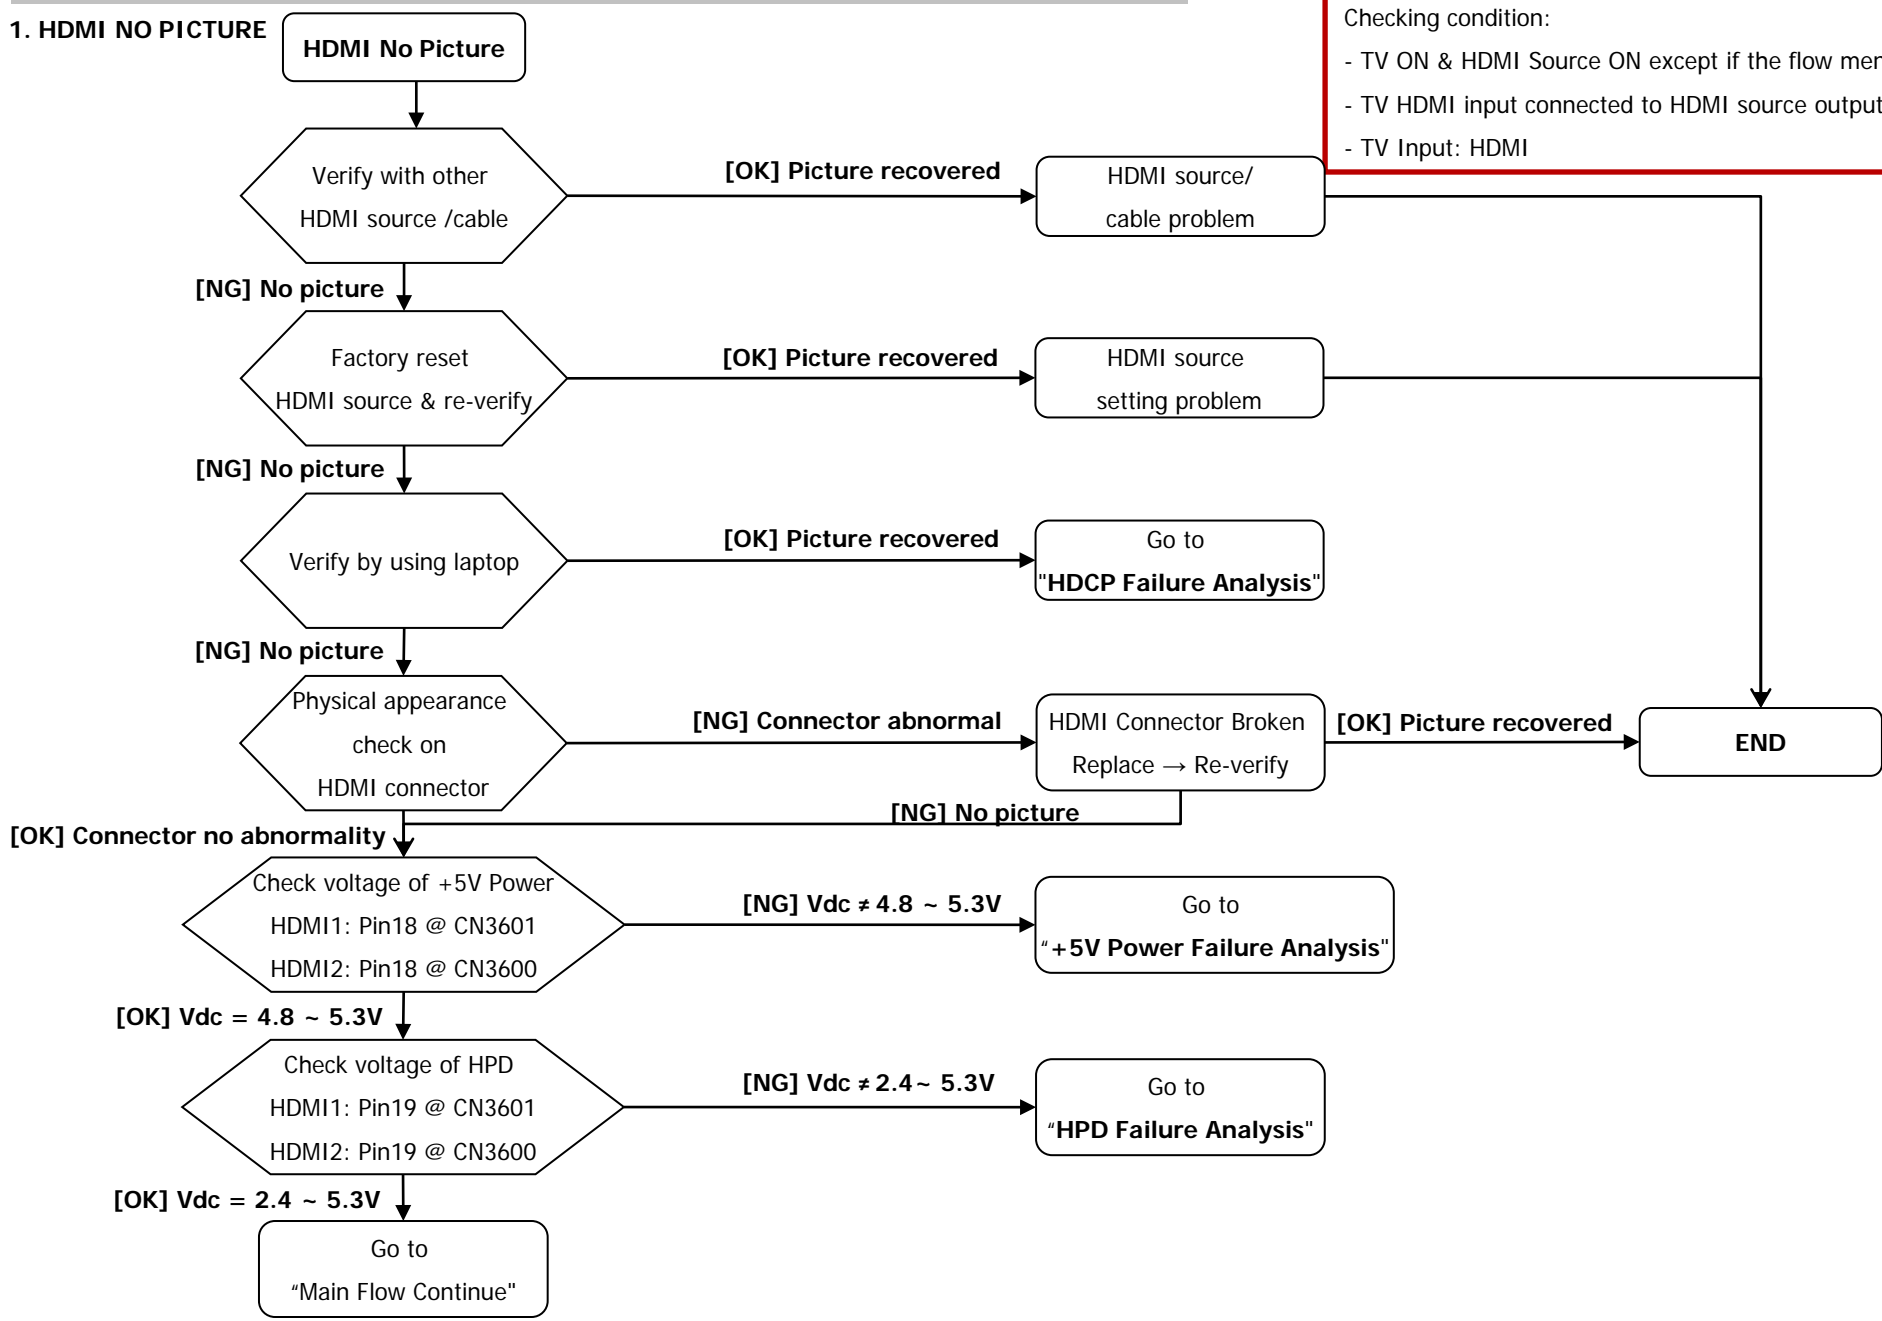 1. HDMI NO PICTURE
HDMI No Picture
Checking condition:
- TV ON & HDMI Source ON except if the flow
- TV HDMI input connected to HDMI source output
- TV Input: HDMI
Verify with other
HDMI source /cable
[OK] Picture recovered
HDMI source/
cable problem
[NG] No picture
Factory reset
HDMI source & re-verify
[OK] Picture recovered
HDMI source
setting problem
[NG] No picture
Verify by using laptop
[OK] Picture recovered
Go to
"HDCP Failure Analysis"
[NG] No picture
Physical appearance
check on
HDMI connector
[NG] Connector abnormal
HDMI Connector Broken
Replace → Re-verify
[OK] Picture recovered
END
[NG] No picture
[OK] Connector no abnormality
Check voltage of +5V Power
HDMI1: Pin18 @ CN3601
HDMI2: Pin18 @ CN3600
[NG] Vdc ≠ 4.8 ~ 5.3V
Go to
“+5V Power Failure Analysis"
[OK] Vdc = 4.8 ~ 5.3V
Check voltage of HPD
HDMI1: Pin19 @ CN3601
HDMI2: Pin19 @ CN3600
[NG] Vdc ≠ 2.4 ~ 5.3V
Go to
“HPD Failure Analysis"
[OK] Vdc = 2.4 ~ 5.3V
Go to
“Main Flow Continue"